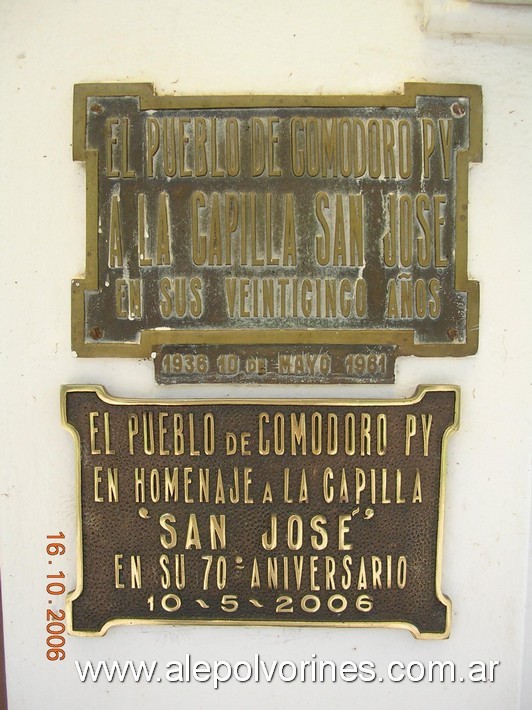 EL PUEBLO DE COMODORO PY
A LA CAPILLA SAN JOSE
EN SUS VEINTICINCO AÑOS
1936 10 DE MAYO 1961
EL PUEBLO DE COMODORO PY
EN HOMENAJE A LA CAPILLA
"SAN JOSÉ"
EN SU 70° ANIVERSARIO
10-5-2006
16.10.2006
www.alepolvorines.com.ar